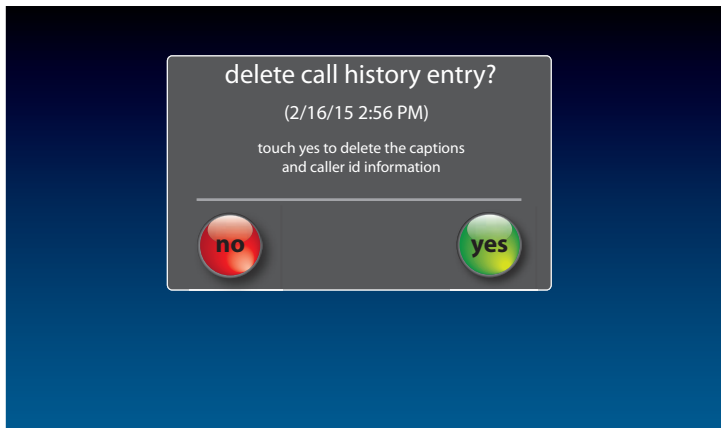 delete call history entry?
(2/16/15 2:56 PM)
touch yes to delete the captions
and caller id information
no
yes